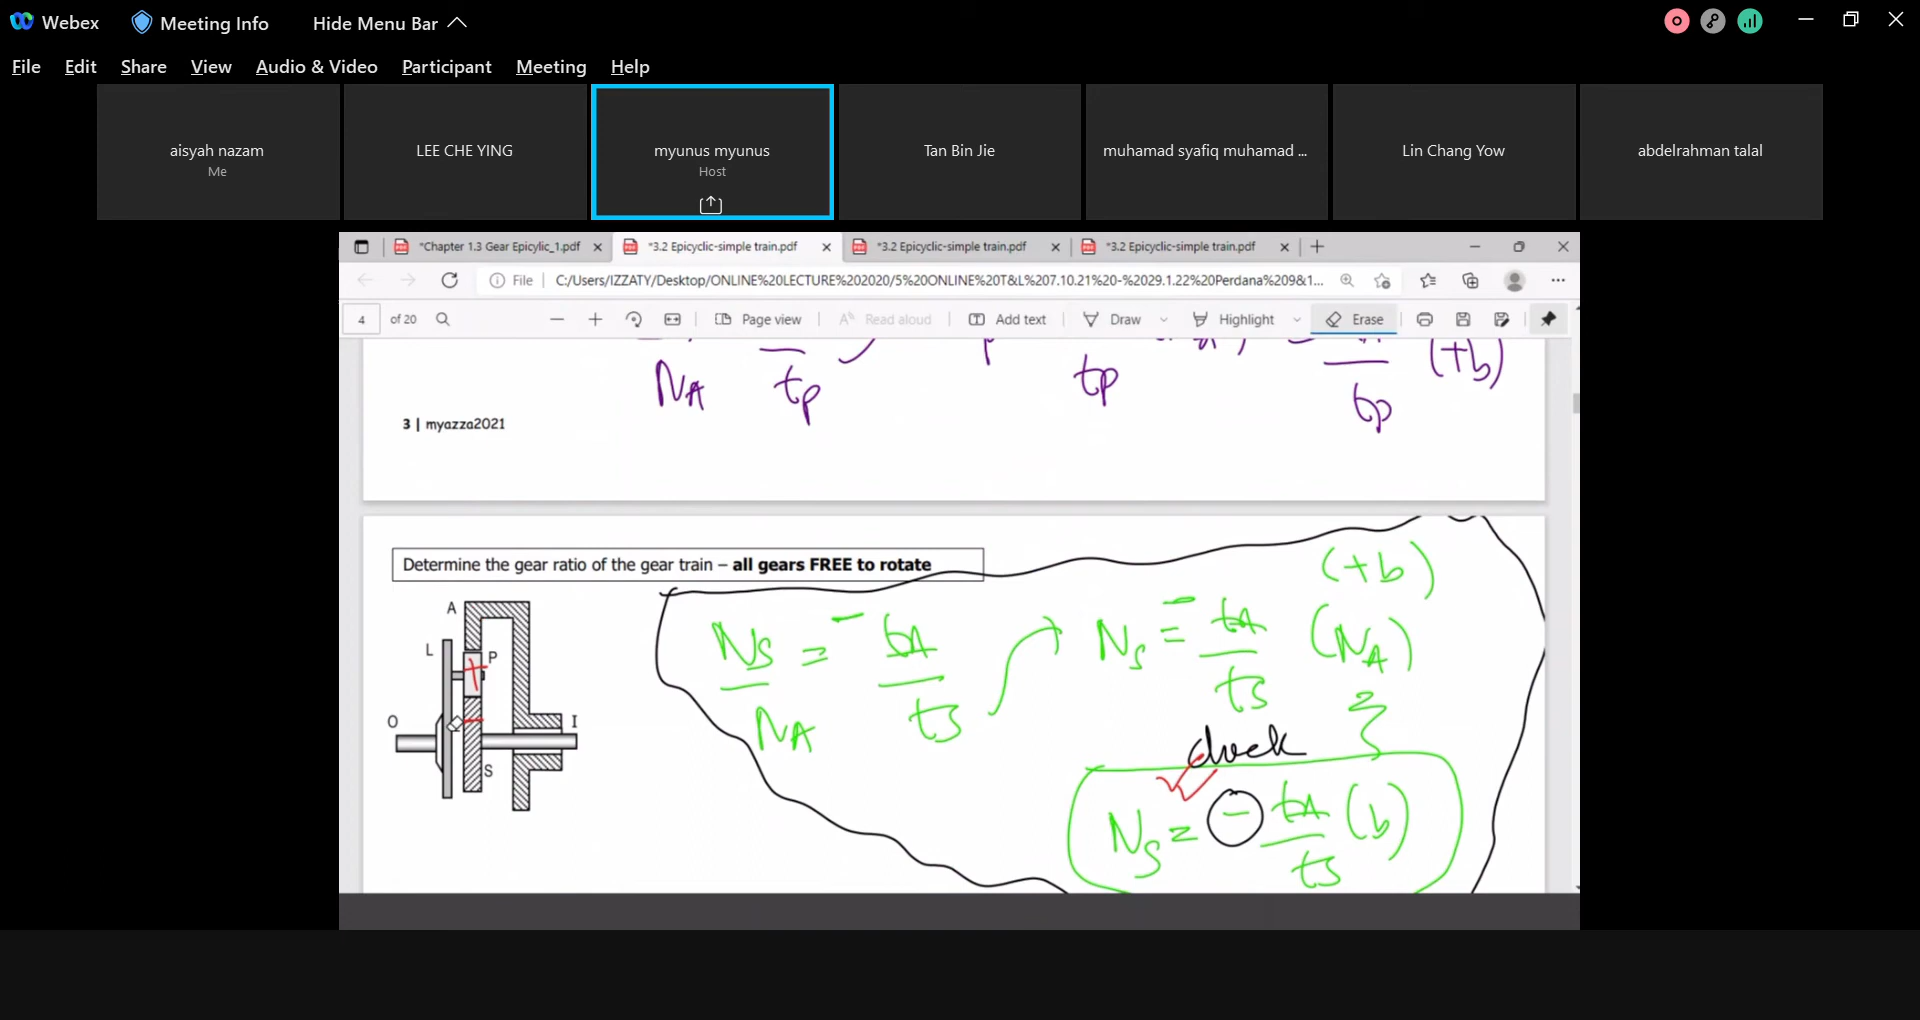 Webex Meeting Info Hide Menu Bar
File Edit Share View Audio & Video Participant Meeting Help
aisyah nazam
Me
LEE CHE YING
myunus myunus
Host
Tan Bin Jie
muhamad syafiq muhamad ...
Lin Chang Yow
abdelrahman talal
*Chapter 1.3 Gear Epicylic_1.pdf
*3.2 Epicyclic-simple train.pdf
*3.2 Epicyclic-simple train.pdf
*3.2 Epicyclic-simple train.pdf
File C:/Users/IZZATY/Desktop/ONLINE%20LECTURE%202020/5%20ONLINE%20T&L%207.10.21%20-%2029.1.22%20Perdana%209&1...
4 of 20 Page view Read aloud Add text Draw Highlight Erase
NA tp tp tp (+b)
3 | myazza2021
Determine the gear ratio of the gear train – all gears FREE to rotate
A
L
P
O
I
S
(+b)
NS = - tA
NA tS
NS = - tA (NA)
tS
check
NS = - tA (b)
tS